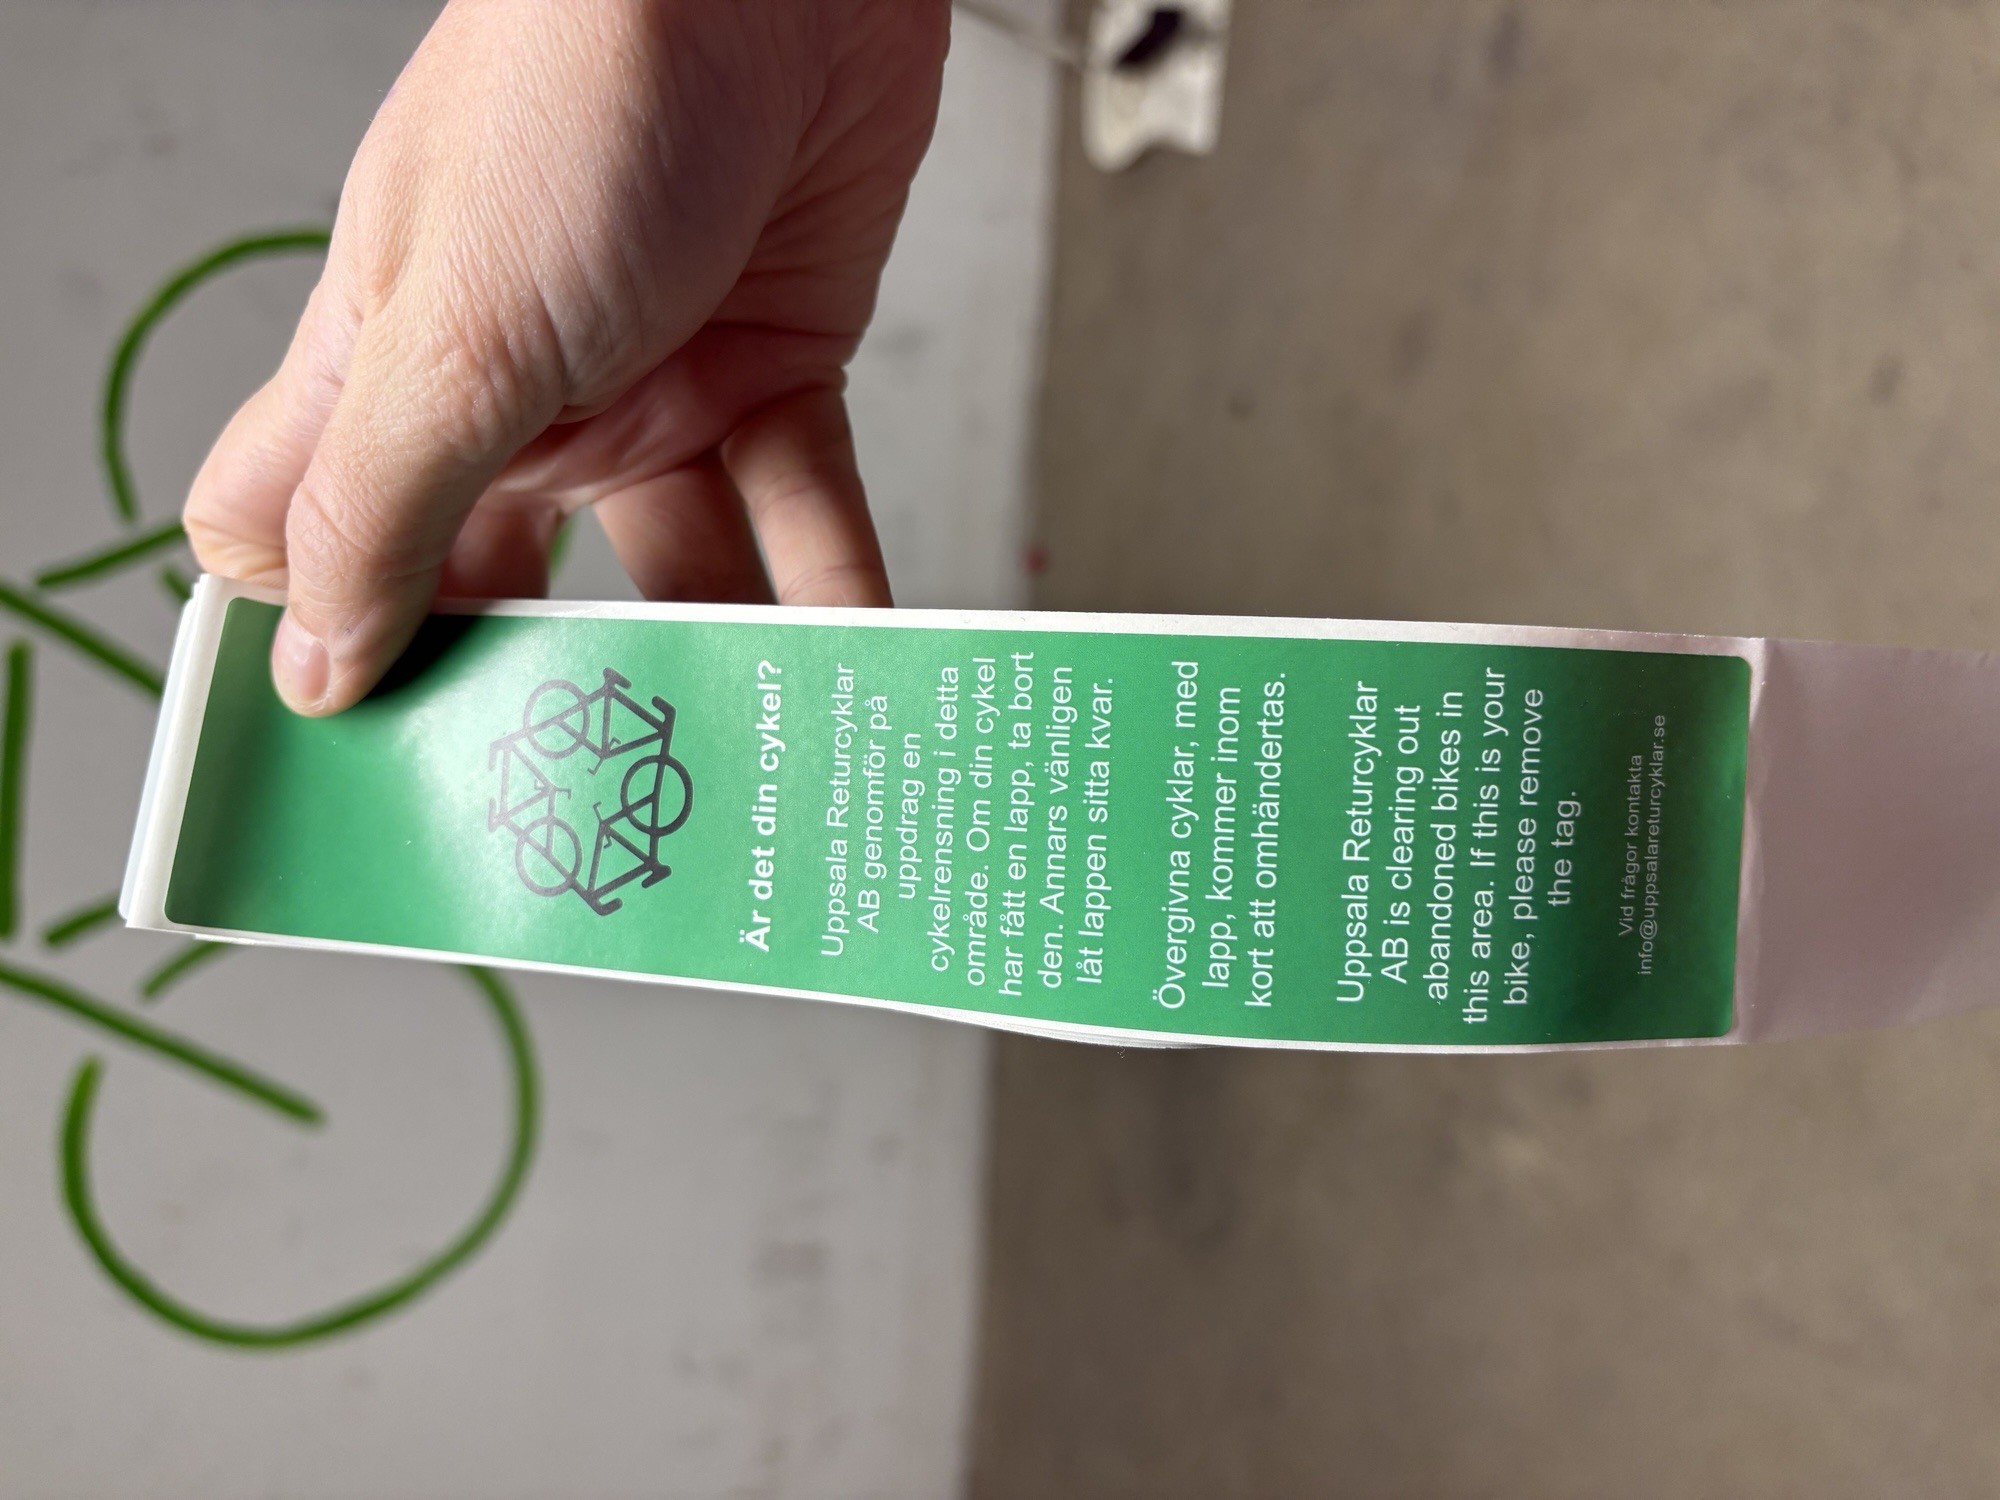 Är det din cykel?
Uppsala Returcyklar
AB genomför på
uppdrag en
cykelrensning i detta
område. Om din cykel
har fått en lapp, ta bort
den. Annars vänligen
låt lappen sitta kvar.
Övergivna cyklar, med
lapp, kommer inom
kort att omhändertas.
Uppsala Returcyklar
AB is clearing out
abandoned bikes in
this area. If this is your
bike, please remove
the tag.
Vid frågor kontakta
info@uppsalareturcyklar.se